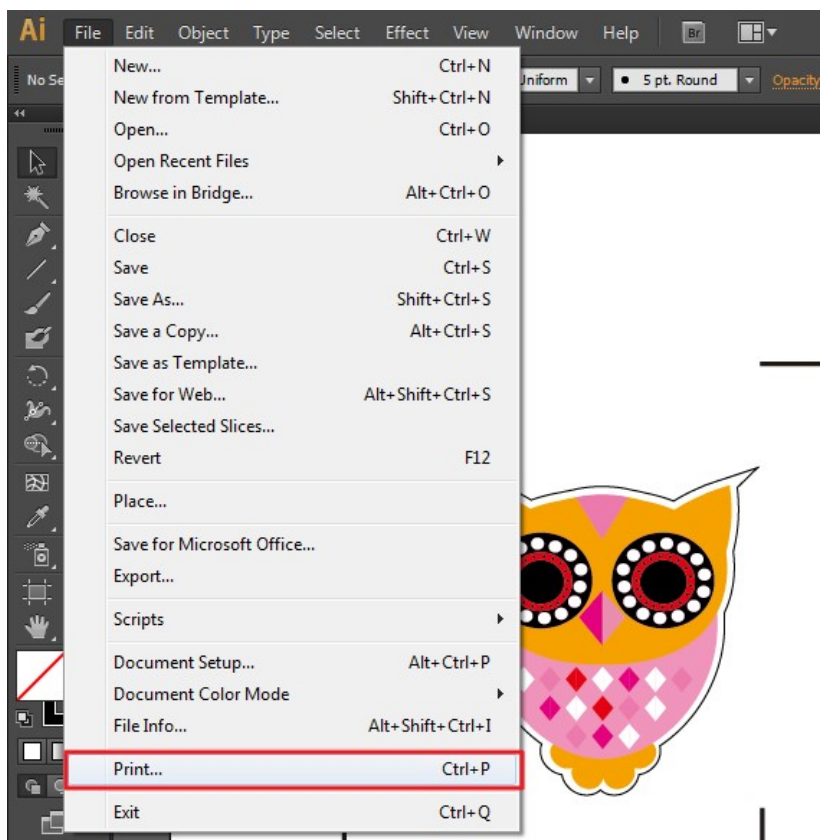 Ai File Edit Object Type Select Effect View Window Help Br
No Se Uniform 5 pt. Round Opacity
New... Ctrl+N
New from Template... Shift+Ctrl+N
Open... Ctrl+O
Open Recent Files
Browse in Bridge... Alt+Ctrl+O
Close Ctrl+W
Save Ctrl+S
Save As... Shift+Ctrl+S
Save a Copy... Alt+Ctrl+S
Save as Template...
Save for Web... Alt+Shift+Ctrl+S
Save Selected Slices...
Revert F12
Place...
Save for Microsoft Office...
Export...
Scripts
Document Setup... Alt+Ctrl+P
Document Color Mode
File Info... Alt+Shift+Ctrl+I
Print... Ctrl+P
Exit Ctrl+Q